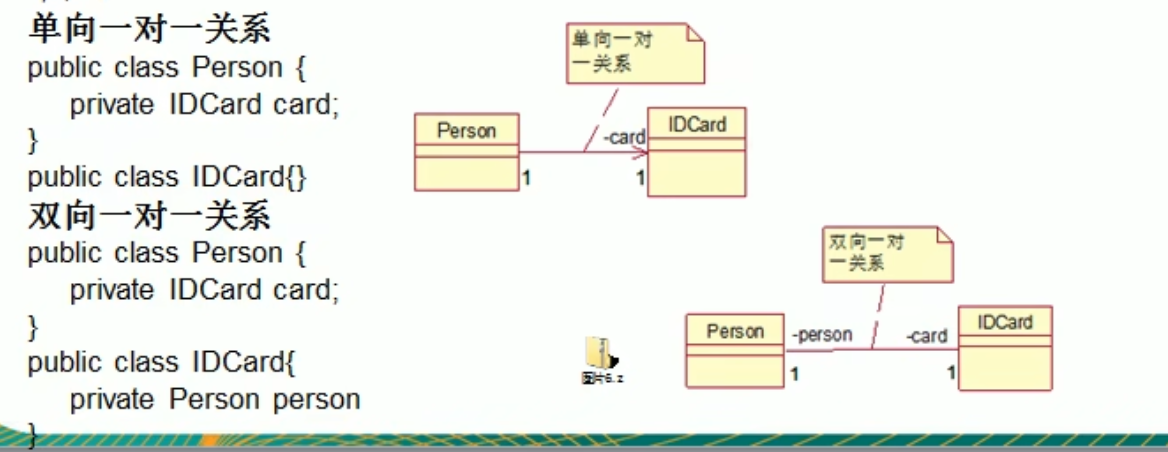 单向一对一关系
public class Person {
private IDCard card;
}
public class IDCard{}
双向一对一关系
public class Person {
private IDCard card;
}
public class IDCard{
private Person person
}
单向一对
一关系
Person
-card
IDCard
1
1
双向一对
一关系
Person
-person
-card
IDCard
1
1
图片6.z